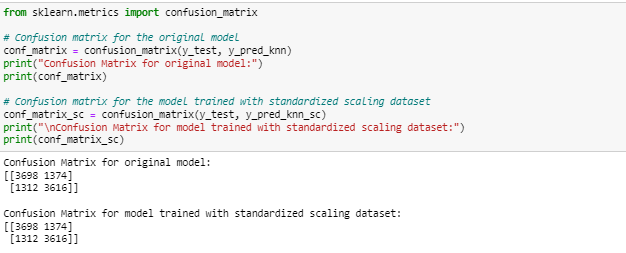 from sklearn.metrics import confusion_matrix
# Confusion matrix for the original model
conf_matrix = confusion_matrix(y_test, y_pred_knn)
print("Confusion Matrix for original model:")
print(conf_matrix)
# Confusion matrix for the model trained with standardized scaling dataset
conf_matrix_sc = confusion_matrix(y_test, y_pred_knn_sc)
print("\nConfusion Matrix for model trained with standardized scaling dataset:")
print(conf_matrix_sc)
Confusion Matrix for original model:
[[3698 1374]
 [1312 3616]]
Confusion Matrix for model trained with standardized scaling dataset:
[[3698 1374]
 [1312 3616]]